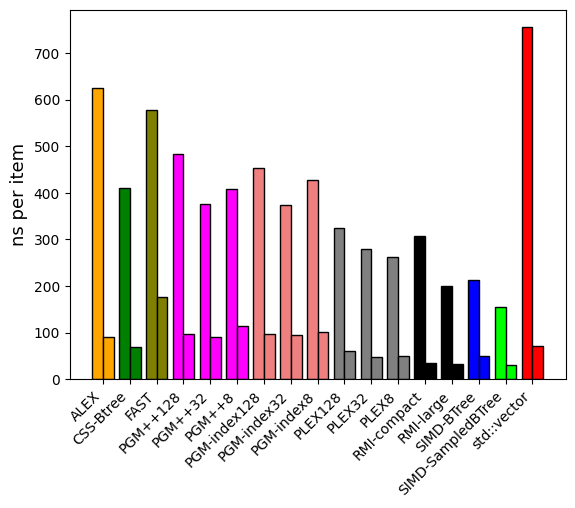 ns per item
700
600
500
400
300
200
100
0
ALEX
CSS-Btree
FAST
PGM++128
PGM++32
PGM++8
PGM-index128
PGM-index32
PGM-index8
PLEX128
PLEX32
PLEX8
RMI-compact
RMI-large
SIMD-BTree
SIMD-SampledBTree
std::vector